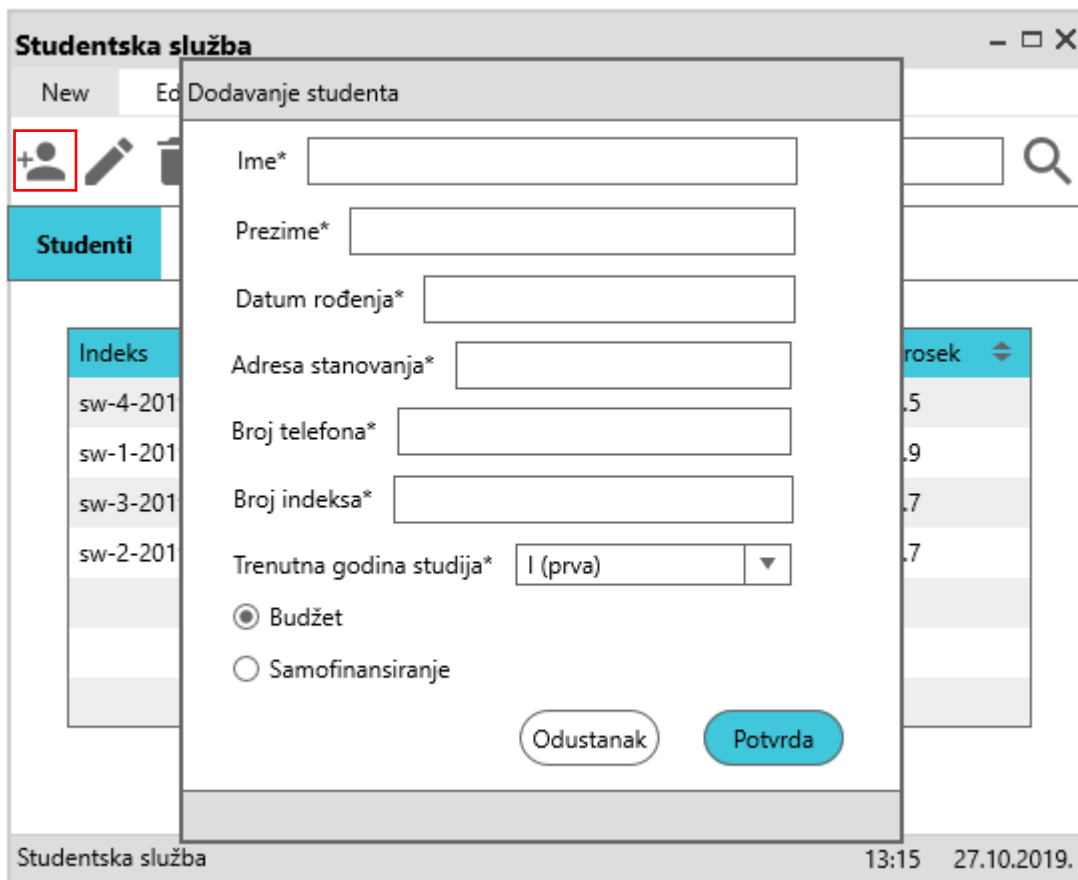 Studentska služba
New Ed
Dodavanje studenta
Ime*
Prezime*
Studenti
Datum rođenja*
Indeks rosek
Adresa stanovanja*
sw-4-201 .5
Broj telefona*
sw-1-201 .9
Broj indeksa*
sw-3-201 .7
sw-2-201 .7
Trenutna godina studija* I (prva)
Budžet
Samofinansiranje
Odustanak Potvrda
Studentska služba 13:15 27.10.2019.